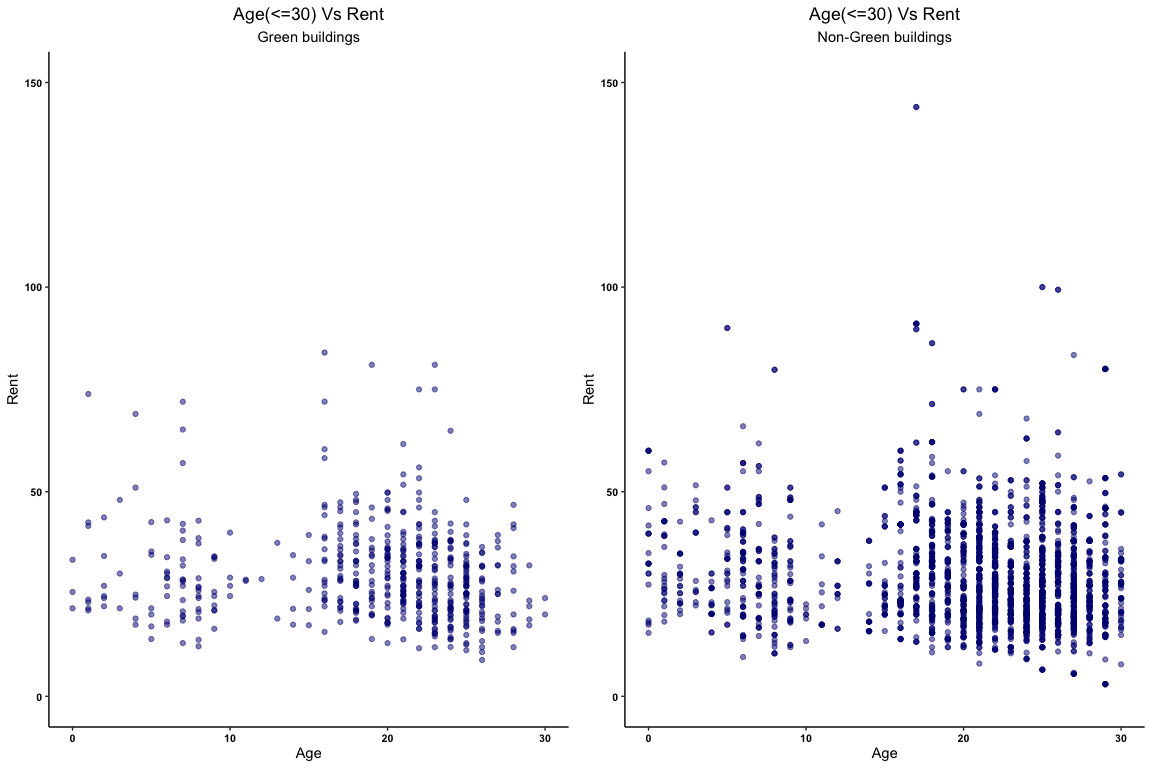 Age(<=30) Vs Rent
Green buildings
150
100
50
0
Rent
0 10 20 30
Age
Age(<=30) Vs Rent
Non-Green buildings
150
100
50
0
Rent
0 10 20 30
Age